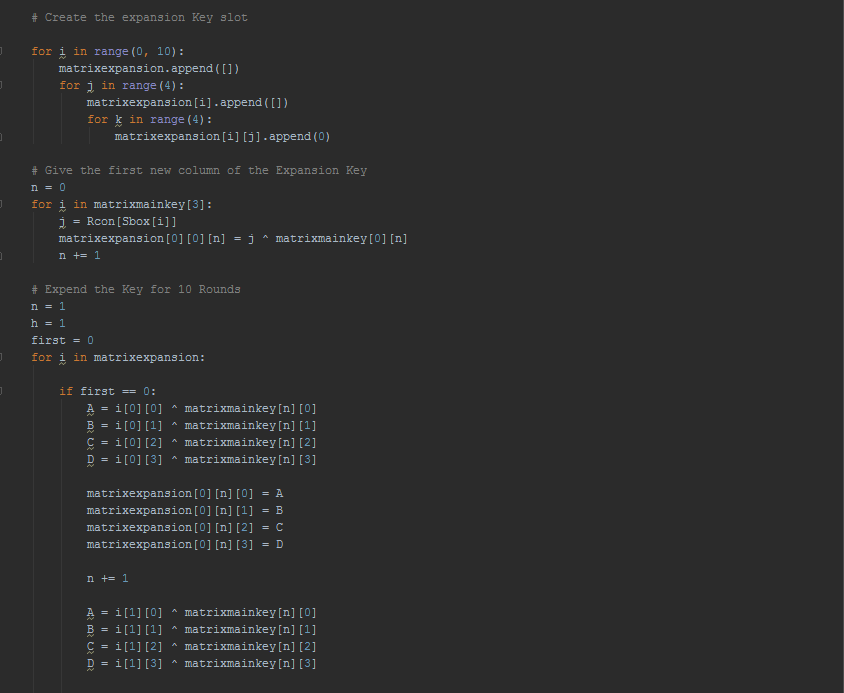 # Create the expansion Key slot
for i in range(0, 10):
matrixexpansion.append([])
for j in range(4):
matrixexpansion[i].append([])
for k in range(4):
matrixexpansion[i][j].append(0)
# Give the first new column of the Expansion Key
n = 0
for i in matrixmainkey[3]:
j = Rcon[Sbox[i]]
matrixexpansion[0][0][n] = j ^ matrixmainkey[0][n]
n += 1
# Expend the Key for 10 Rounds
n = 1
h = 1
first = 0
for i in matrixexpansion:
if first == 0:
A = i[0][0] ^ matrixmainkey[n][0]
B = i[0][1] ^ matrixmainkey[n][1]
C = i[0][2] ^ matrixmainkey[n][2]
D = i[0][3] ^ matrixmainkey[n][3]
matrixexpansion[0][n][0] = A
matrixexpansion[0][n][1] = B
matrixexpansion[0][n][2] = C
matrixexpansion[0][n][3] = D
n += 1
A = i[1][0] ^ matrixmainkey[n][0]
B = i[1][1] ^ matrixmainkey[n][1]
C = i[1][2] ^ matrixmainkey[n][2]
D = i[1][3] ^ matrixmainkey[n][3]